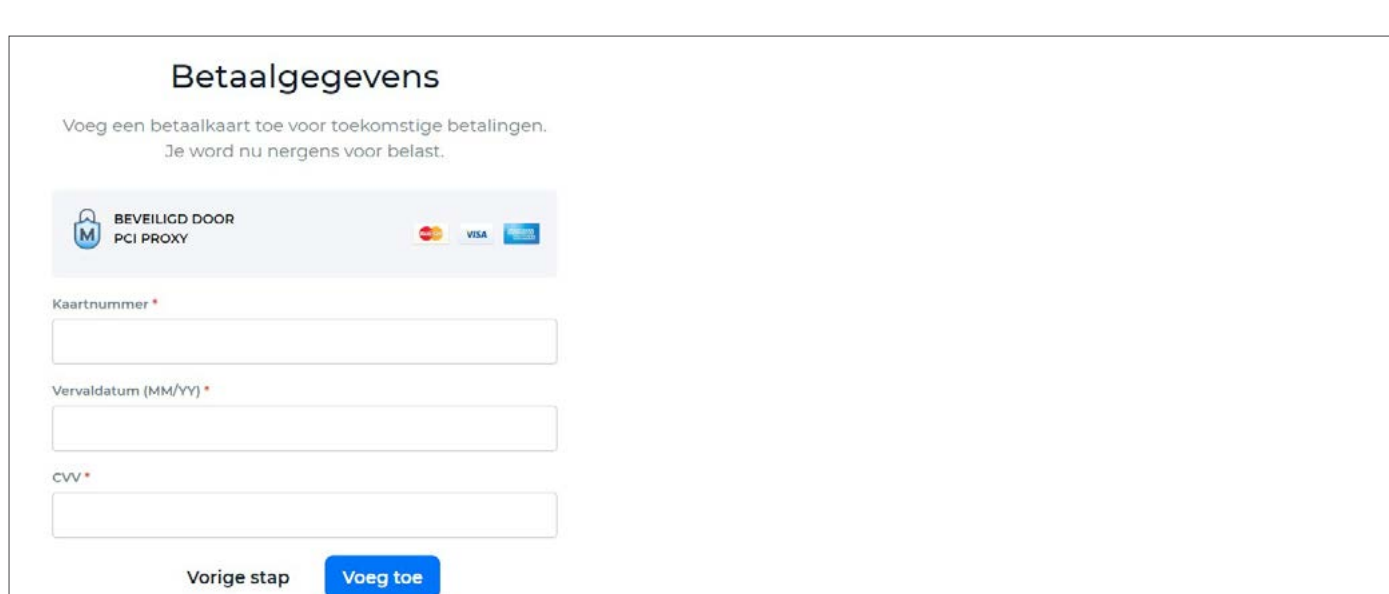 Betaalgegevens
Voeg een betaalkaart toe voor toekomstige betalingen.
Je word nu nergens voor belast.
BEVEILIGD DOOR
PCI PROXY
M
VISA
Kaartnummer *
Vervaldatum (MM/YY) *
CVV *
Vorige stap
Voeg toe